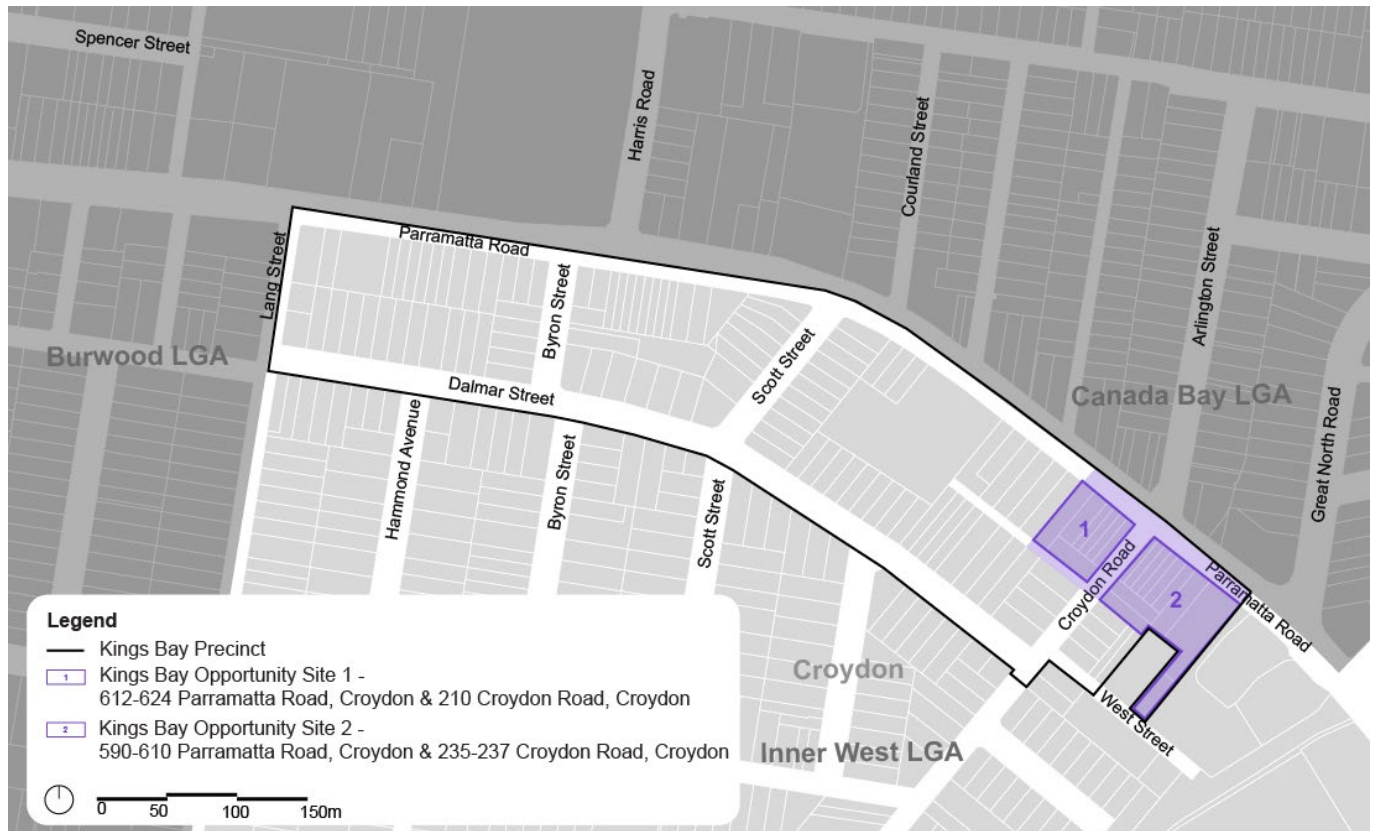 Spencer Street
Harris Road
Courland Street
Parramatta Road
Lang Street
Byron Street
Arlington Street
Burwood LGA
Scott Street
Canada Bay LGA
Dalmar Street
Great North Road
Hammond Avenue
Byron Street
Scott Street
1
Croydon Road
2
Parramatta Road
Croydon
West Street
Inner West LGA
Legend
Kings Bay Precinct
1
Kings Bay Opportunity Site 1 -
612-624 Parramatta Road, Croydon & 210 Croydon Road, Croydon
2
Kings Bay Opportunity Site 2 -
590-610 Parramatta Road, Croydon & 235-237 Croydon Road, Croydon
0 50 100 150m